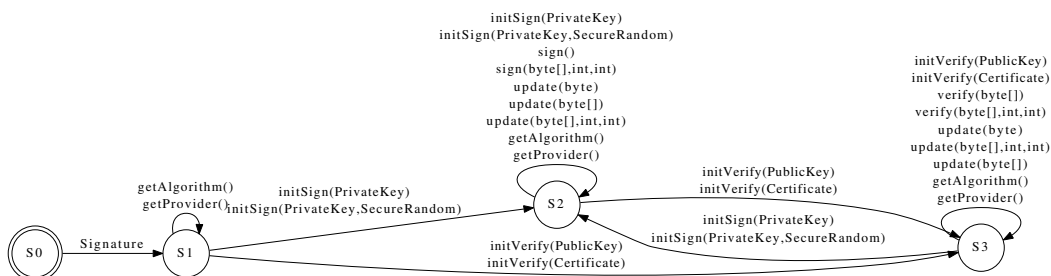 initSign(PrivateKey)
initSign(PrivateKey,SecureRandom)
sign()
sign(byte[],int,int)
update(byte)
update(byte[])
update(byte[],int,int)
getAlgorithm()
getProvider()
initVerify(PublicKey)
initVerify(Certificate)
verify(byte[])
verify(byte[],int,int)
update(byte)
update(byte[],int,int)
update(byte[])
getAlgorithm()
getProvider()
getAlgorithm()
getProvider()
initSign(PrivateKey)
initSign(PrivateKey,SecureRandom)
initVerify(PublicKey)
initVerify(Certificate)
initSign(PrivateKey)
initSign(PrivateKey,SecureRandom)
initVerify(PublicKey)
initVerify(Certificate)
S0
Signature
S1
S2
S3